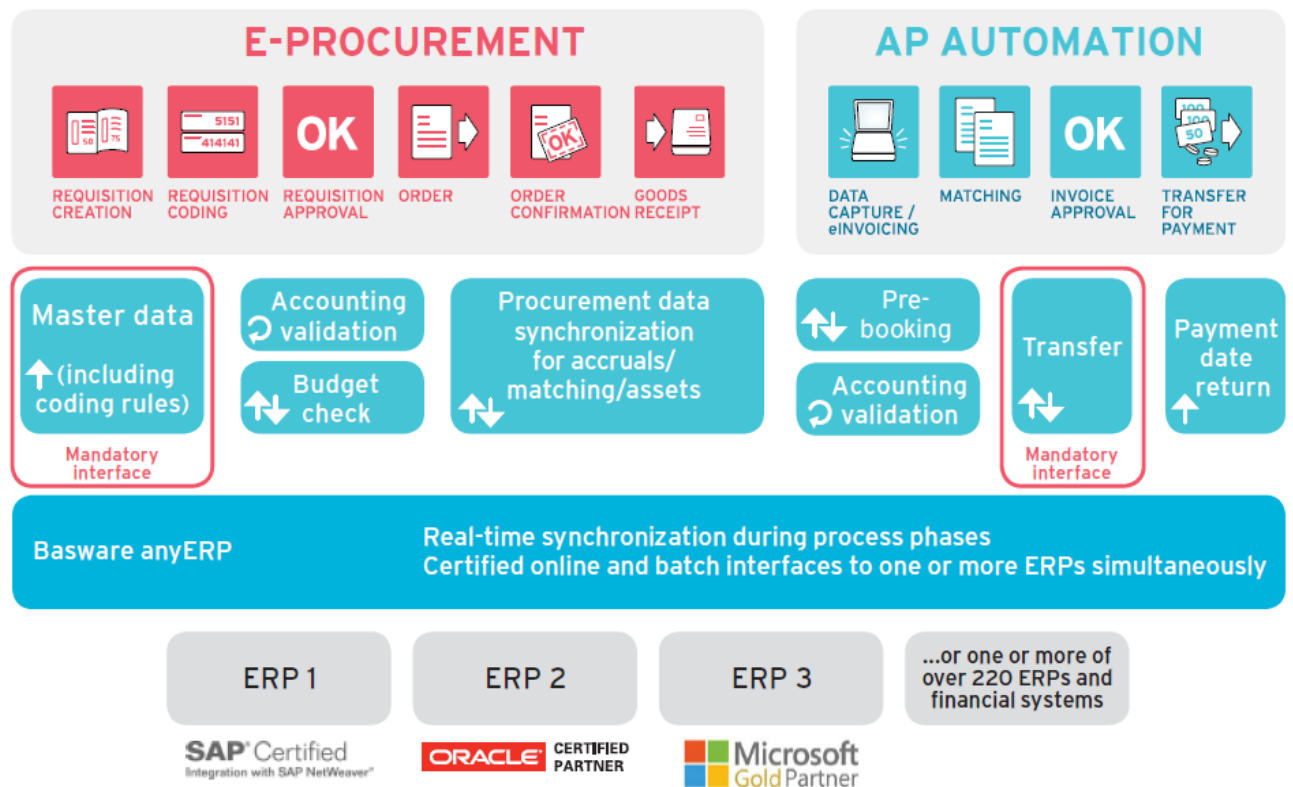 E-PROCUREMENT
50
75
5151
414141
OK
OK
REQUISITION
CREATION
REQUISITION
CODING
REQUISITION
APPROVAL
ORDER
ORDER
CONFIRMATION
GOODS
RECEIPT
AP AUTOMATION
OK
100
100
50
DATA
CAPTURE /
eINVOICING
MATCHING
INVOICE
APPROVAL
TRANSFER
FOR
PAYMENT
Master data
(including
coding rules)
Mandatory
interface
Accounting
validation
Budget
check
Procurement data
synchronization
for accruals/
matching/assets
Pre-
booking
Accounting
validation
Transfer
Mandatory
interface
Payment
date
return
Basware anyERP
Real-time synchronization during process phases
Certified online and batch interfaces to one or more ERPs simultaneously
ERP 1
ERP 2
ERP 3
...or one or more of
over 220 ERPs and
financial systems
SAP® Certified
Integration with SAP NetWeaver®
ORACLE®
CERTIFIED
PARTNER
Microsoft
Gold Partner